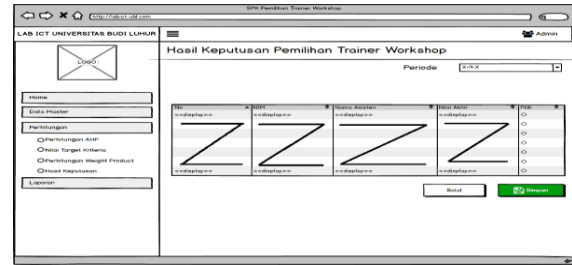 SPK Pemilihan Trainer Workshop
http://labict-ubl.com
LAB ICT UNIVERSITAS BUDI LUHUR
Admin
LOGO
Hasil Keputusan Pemilihan Trainer Workshop
Periode X-9-X
Home
Data Master
Perhitungan
Perhitungan AHP
Nilai Target Kriteria
Perhitungan Weight Product
Hasil Keputusan
Laporan
No NIM Nama Asisten Nilai Akhir Pilih
<<display>> <<display>> <<display>> <<display>>
<<display>> <<display>> <<display>> <<display>>
Batal Simpan